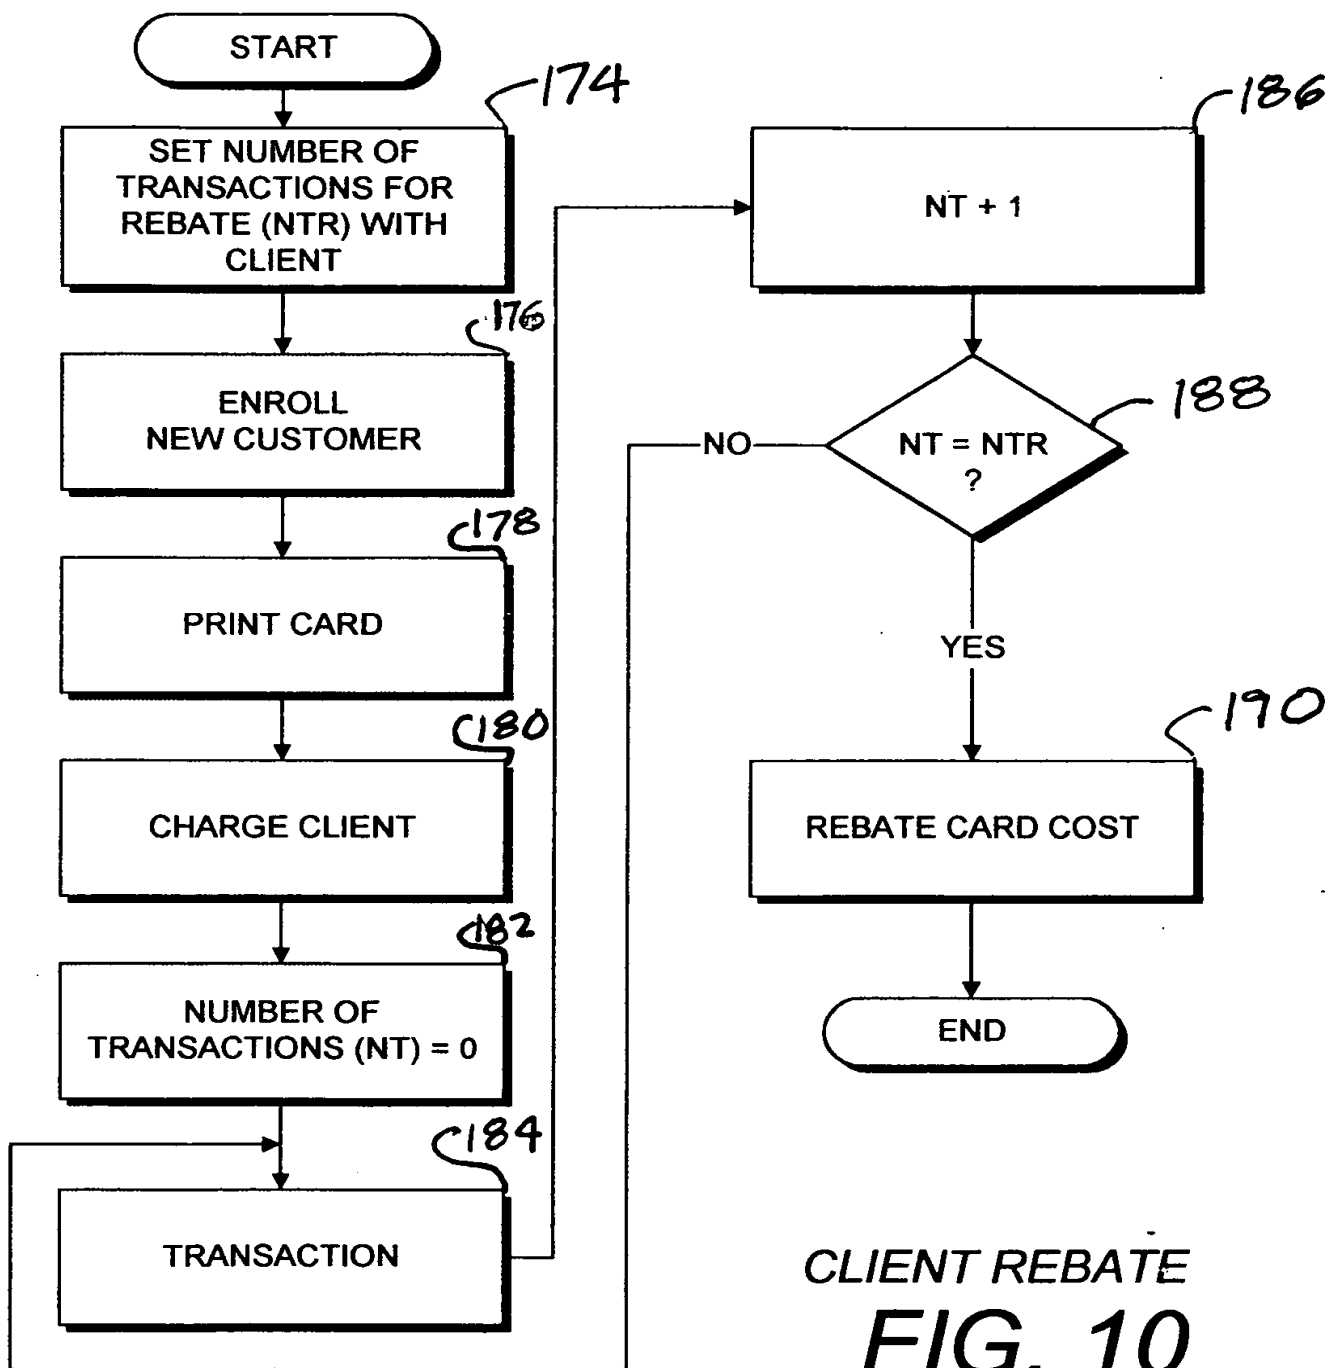 START
174
SET NUMBER OF
TRANSACTIONS FOR
REBATE (NTR) WITH
CLIENT
176
ENROLL
NEW CUSTOMER
178
PRINT CARD
180
CHARGE CLIENT
182
NUMBER OF
TRANSACTIONS (NT) = 0
184
TRANSACTION
186
NT + 1
188
NT = NTR
?
NO
YES
190
REBATE CARD COST
END
CLIENT REBATE
FIG. 10